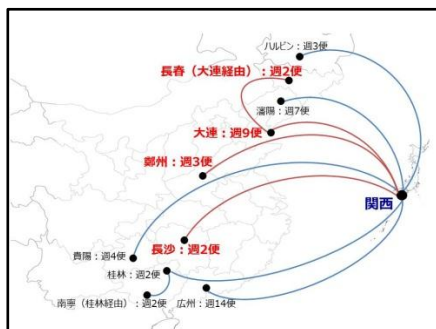 ハルビン：週3便
長春（大連経由）：週2便
瀋陽：週7便
大連：週9便
鄭州：週3便
関西
長沙：週2便
貴陽：週4便
桂林：週2便
南寧（桂林経由）：週2便
広州：週14便